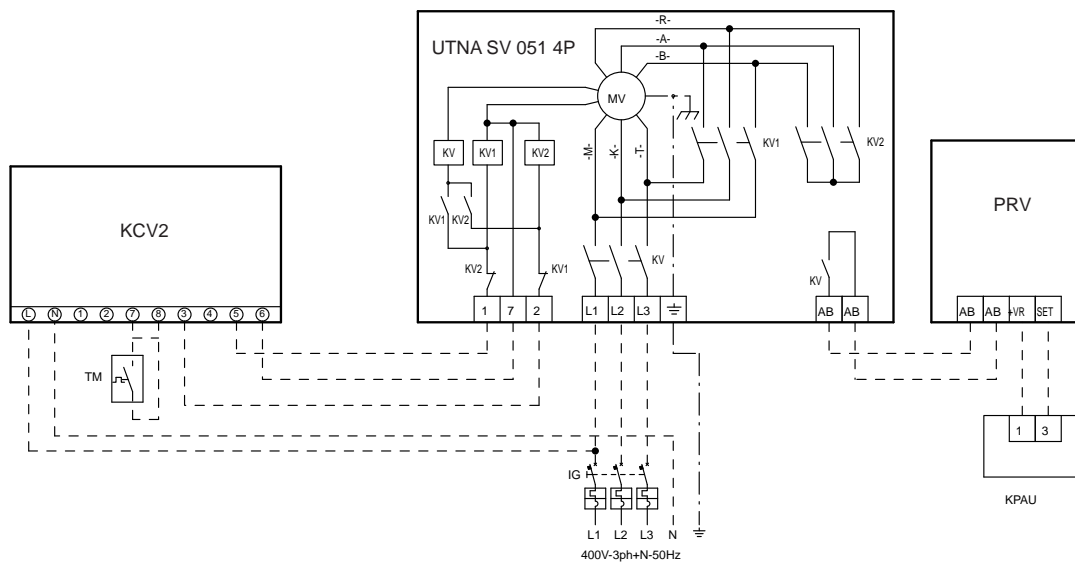 -R-
UTNA SV 051 4P
-A-
-B-
MV
KV
KV1
KV2
-M-
-K-
-T-
KV1
KV2
KCV2
PRV
KV1
KV2
KV2
KV1
KV
KV
L
N
1
2
7
8
3
4
5
6
1
7
2
L1
L2
L3
AB
AB
AB
AB
+VR
SET
TM
1
3
IG
KPAU
L1
L2
L3
N
400V-3ph+N-50Hz